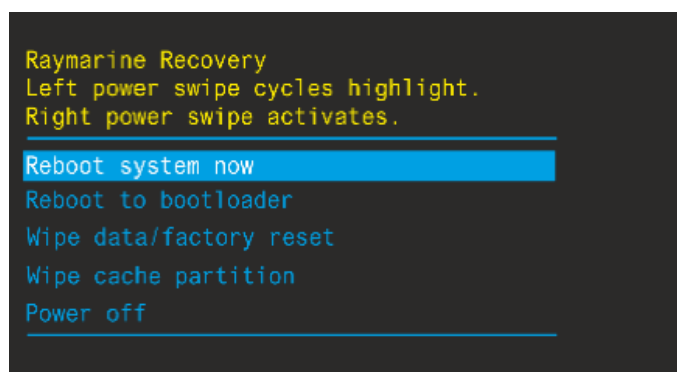 Raymarine Recovery
Left power swipe cycles highlight.
Right power swipe activates.
Reboot system now
Reboot to bootloader
Wipe data/factory reset
Wipe cache partition
Power off